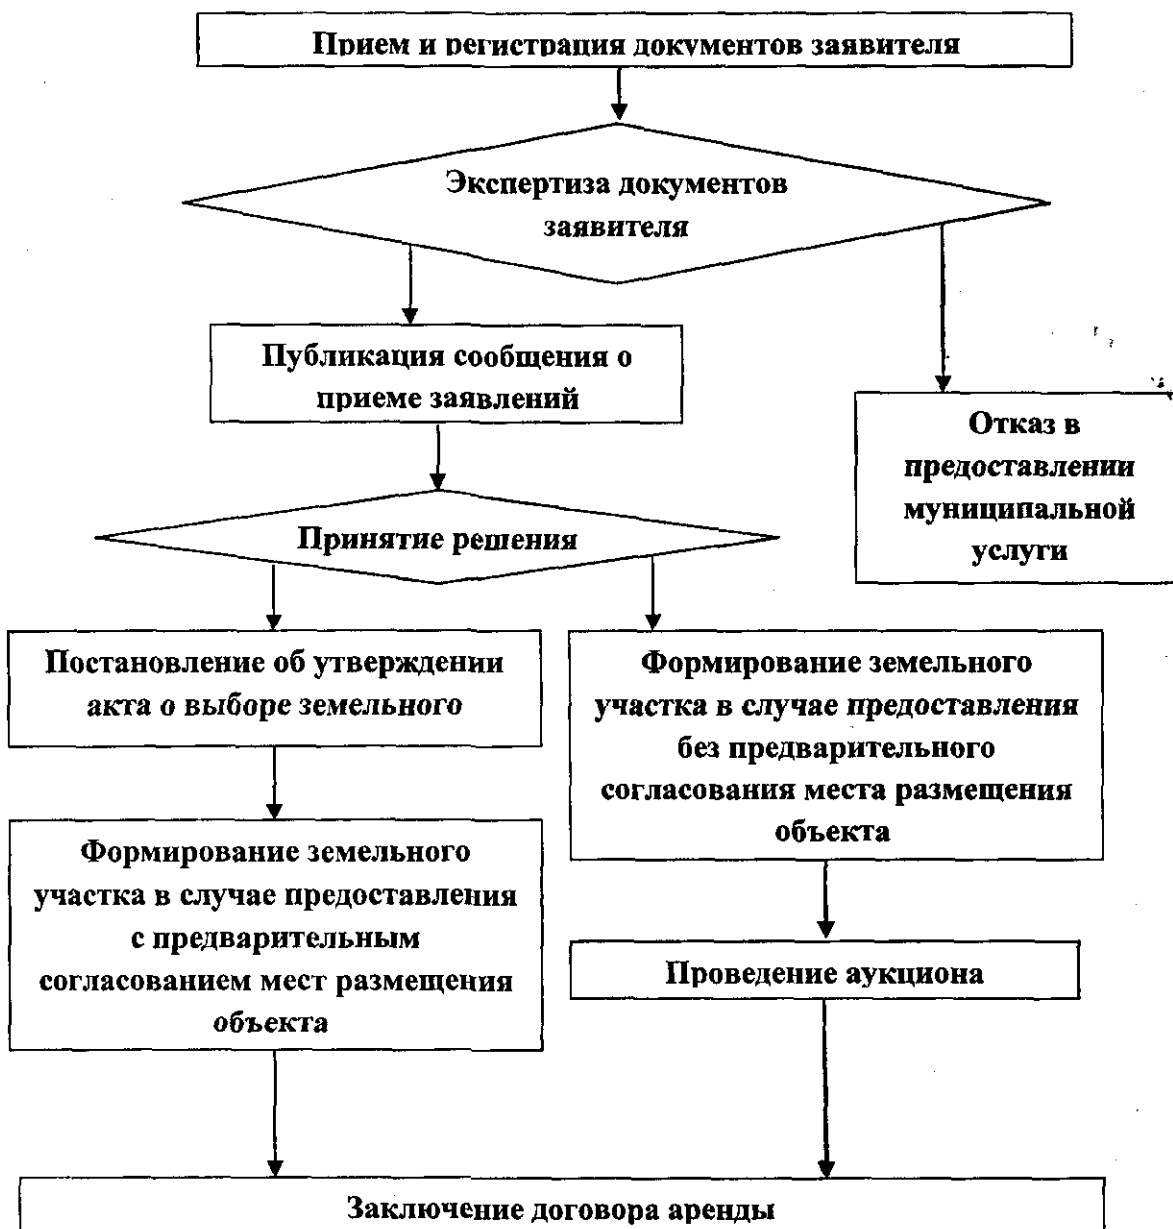 Прием и регистрация документов заявителя
Экспертиза документов
заявителя
Публикация сообщения о
приеме заявлений
Отказ в
предоставлении
муниципальной
услуги
Принятие решения
Постановление об утверждении
акта о выборе земельного
Формирование земельного
участка в случае предоставления
без предварительного
согласования места размещения
объекта
Формирование земельного
участка в случае предоставления
с предварительным
согласованием мест размещения
объекта
Проведение аукциона
Заключение договора аренды